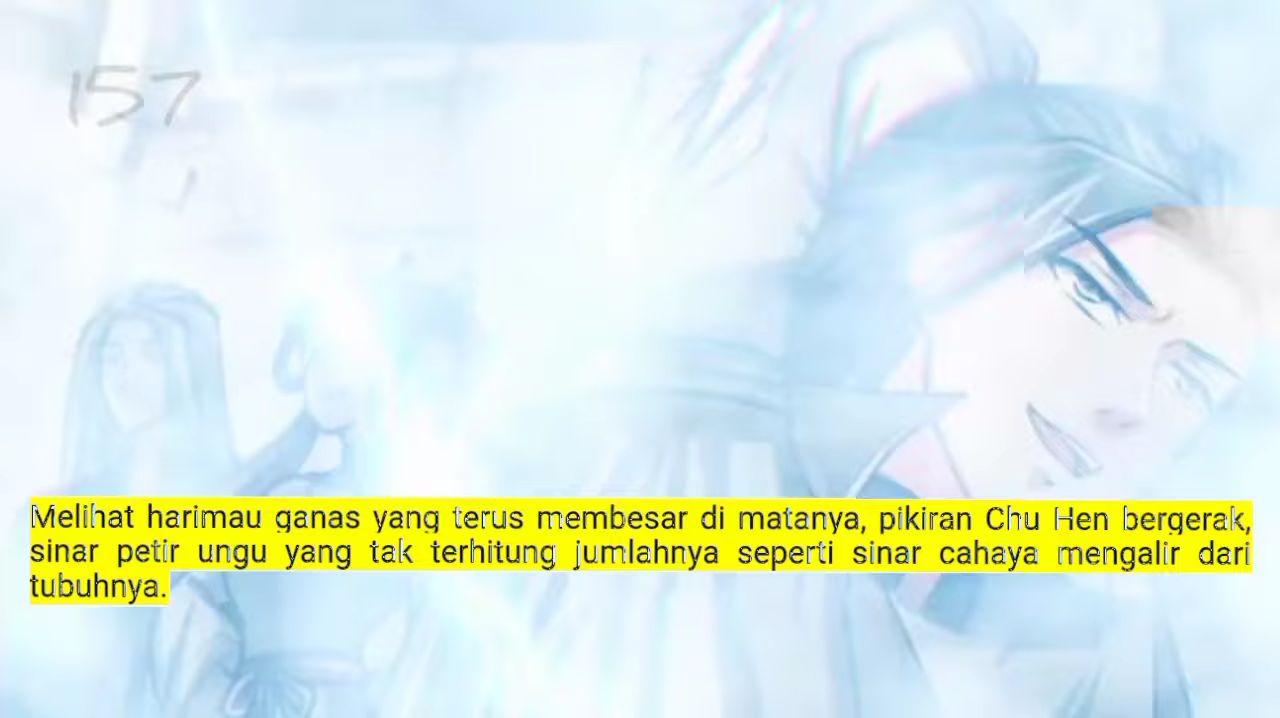 157
Melihat harimau ganas yang terus membesar di matanya, pikiran Chu Hen bergerak,
sinar petir ungu yang tak terhitung jumlahnya seperti sinar cahaya mengalir dari
tubuhnya.